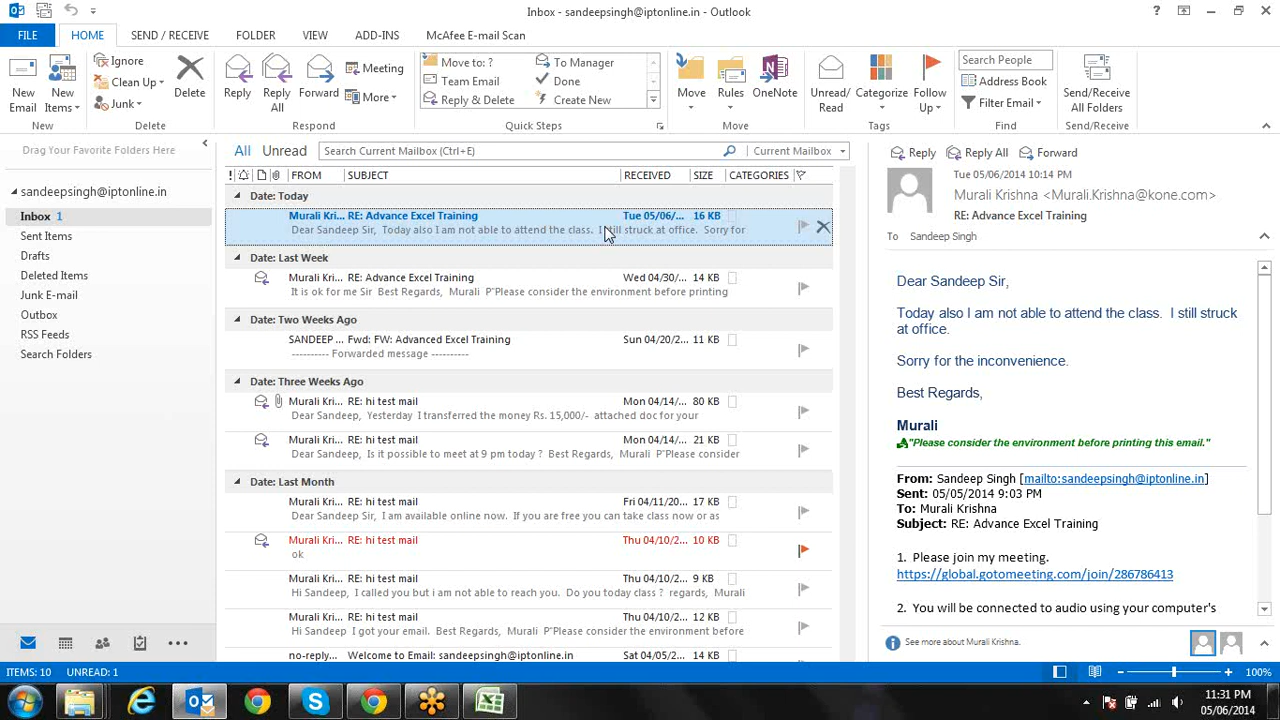 Inbox - sandeepsingh@iptonline.in - Outlook
FILE HOME SEND / RECEIVE FOLDER VIEW ADD-INS McAfee E-mail Scan
New Email
New Items
New
Ignore
Clean Up
Junk
Delete
Delete
Reply
Reply All
Forward
Meeting
More
Respond
Move to: ?
Team Email
Reply & Delete
To Manager
Done
Create New
Quick Steps
Move
Rules
OneNote
Move
Unread/ Read
Categorize
Follow Up
Tags
Search People
Address Book
Filter Email
Find
Send/Receive All Folders
Send/Receive
Drag Your Favorite Folders Here
sandeepsingh@iptonline.in
Inbox 1
Sent Items
Drafts
Deleted Items
Junk E-mail
Outbox
RSS Feeds
Search Folders
All Unread Search Current Mailbox (Ctrl+E) Current Mailbox
FROM SUBJECT RECEIVED SIZE CATEGORIES
Date: Today
Murali Kri... RE: Advance Excel Training Tue 05/06/... 16 KB
Dear Sandeep Sir, Today also I am not able to attend the class. I still struck at office. Sorry for
Date: Last Week
Murali Kri... RE: Advance Excel Training Wed 04/30/... 14 KB
It is ok for me Sir Best Regards, Murali P"Please consider the environment before printing
Date: Two Weeks Ago
SANDEEP ... Fwd: FW: Advanced Excel Training Sun 04/20/2... 11 KB
---------- Forwarded message ----------
Date: Three Weeks Ago
Murali Kri... RE: hi test mail Mon 04/14/... 80 KB
Dear Sandeep, Yesterday I transferred the money Rs. 15,000/- attached doc for your
Murali Kri... RE: hi test mail Mon 04/14/... 21 KB
Dear Sandeep, Is it possible to meet at 9 pm today ? Best Regards, Murali P"Please consider
Date: Last Month
Murali Kri... RE: hi test mail Fri 04/11/20... 17 KB
Dear Sandeep Sir, I am available online now. If you are free you can take class now or as
Murali Kri... RE: hi test mail Thu 04/10/2... 10 KB
ok
Murali Kri... RE: hi test mail Thu 04/10/2... 9 KB
Hi Sandeep, I called you but i am not able to reach you. Do you today class ? regards, Murali
Murali Kri... RE: hi test mail Thu 04/10/2... 12 KB
Hi Sandeep I got your email. Best Regards, Murali P"Please consider the environment before
no-reply... Welcome to Email: sandeepsingh@iptonline.in Sat 04/05/2... 14 KB
Reply Reply All Forward
Tue 05/06/2014 10:14 PM
Murali Krishna <Murali.Krishna@kone.com>
RE: Advance Excel Training
To Sandeep Singh
Dear Sandeep Sir,
Today also I am not able to attend the class. I still struck
at office.
Sorry for the inconvenience.
Best Regards,
Murali
"Please consider the environment before printing this email."
From: Sandeep Singh [mailto:sandeepsingh@iptonline.in]
Sent: 05/05/2014 9:03 PM
To: Murali Krishna
Subject: RE: Advance Excel Training
1. Please join my meeting.
https://global.gotomeeting.com/join/286786413
2. You will be connected to audio using your computer's
See more about Murali Krishna.
ITEMS: 10 UNREAD: 1 100%
11:31 PM
05/06/2014